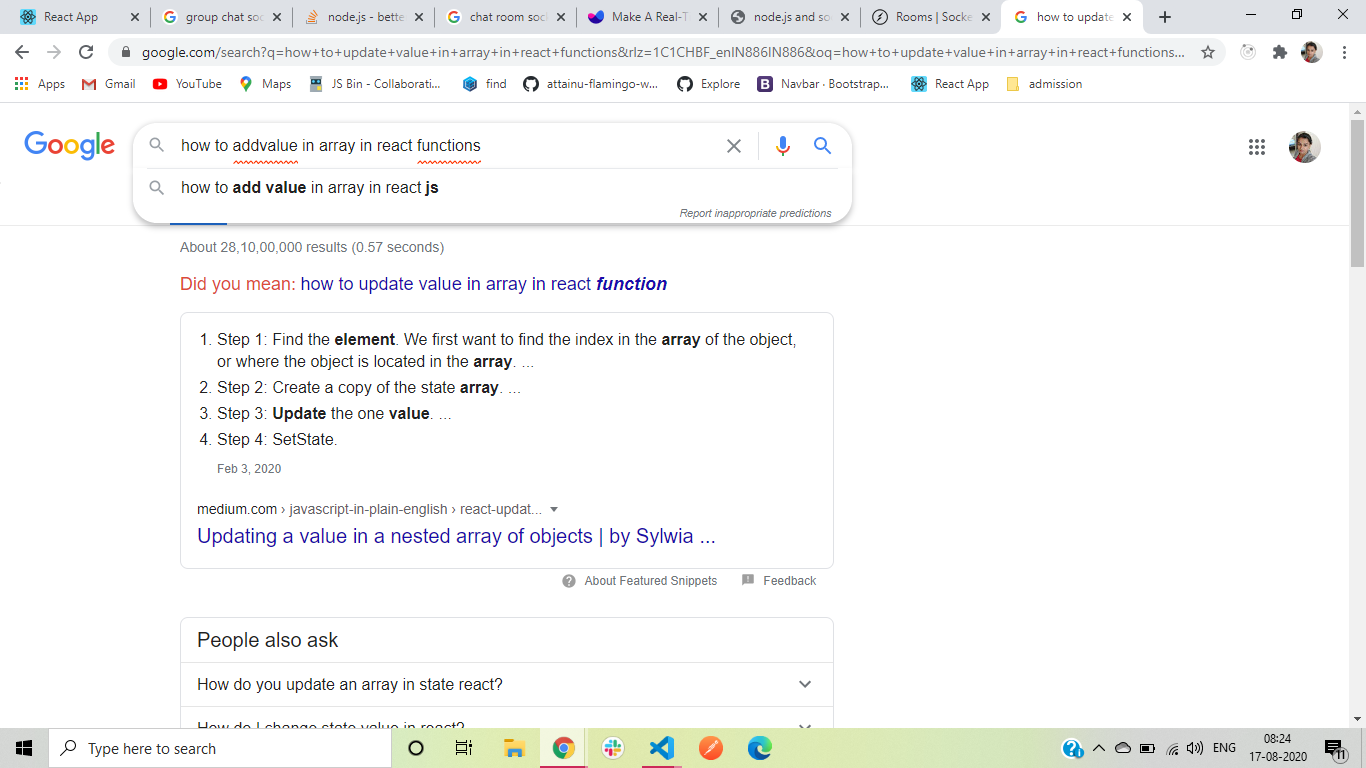 React App
group chat soc
node.js - bette
chat room sock
Make A Real-T
node.js and so
Rooms | Socke
how to update
google.com/search?q=how+to+update+value+in+array+in+react+functions&rlz=1C1CHBF_enIN886IN886&oq=how+to+update+value+in+array+in+react+functions...
Apps
Gmail
YouTube
Maps
JS Bin - Collaborati...
find
attainu-flamingo-w...
Explore
Navbar · Bootstrap...
React App
admission
Google
how to addvalue in array in react functions
how to add value in array in react js
Report inappropriate predictions
About 28,10,00,000 results (0.57 seconds)
Did you mean: how to update value in array in react function
1. Step 1: Find the element. We first want to find the index in the array of the object,
or where the object is located in the array. ...
2. Step 2: Create a copy of the state array. ...
3. Step 3: Update the one value. ...
4. Step 4: SetState.
Feb 3, 2020
medium.com › javascript-in-plain-english › react-updat...
Updating a value in a nested array of objects | by Sylwia ...
About Featured Snippets
Feedback
People also ask
How do you update an array in state react?
How do I change state value in react?
Type here to search
ENG
08:24
17-08-2020
11